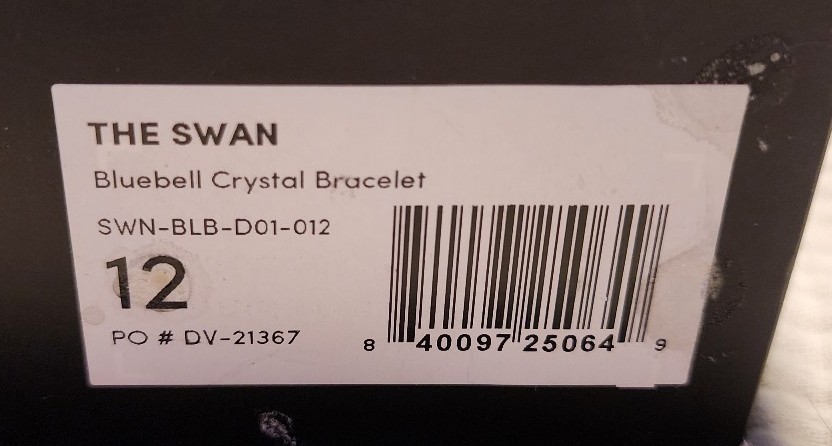 THE SWAN
Bluebell Crystal Bracelet
SWN-BLB-D01-012
12
PO # DV-21367
8 40097 25064 9